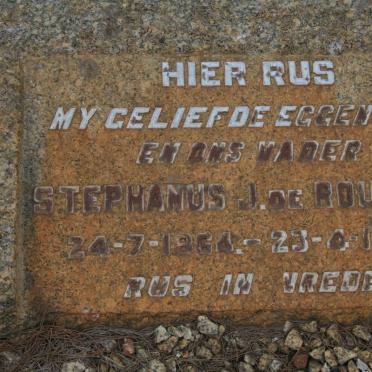 HIER RUS
MY GELIEFDE EGGEN
EN ONS VADER
STEPHANUS J. DE ROU
24-7-1964.-23-4-1
RUS IN VREDE